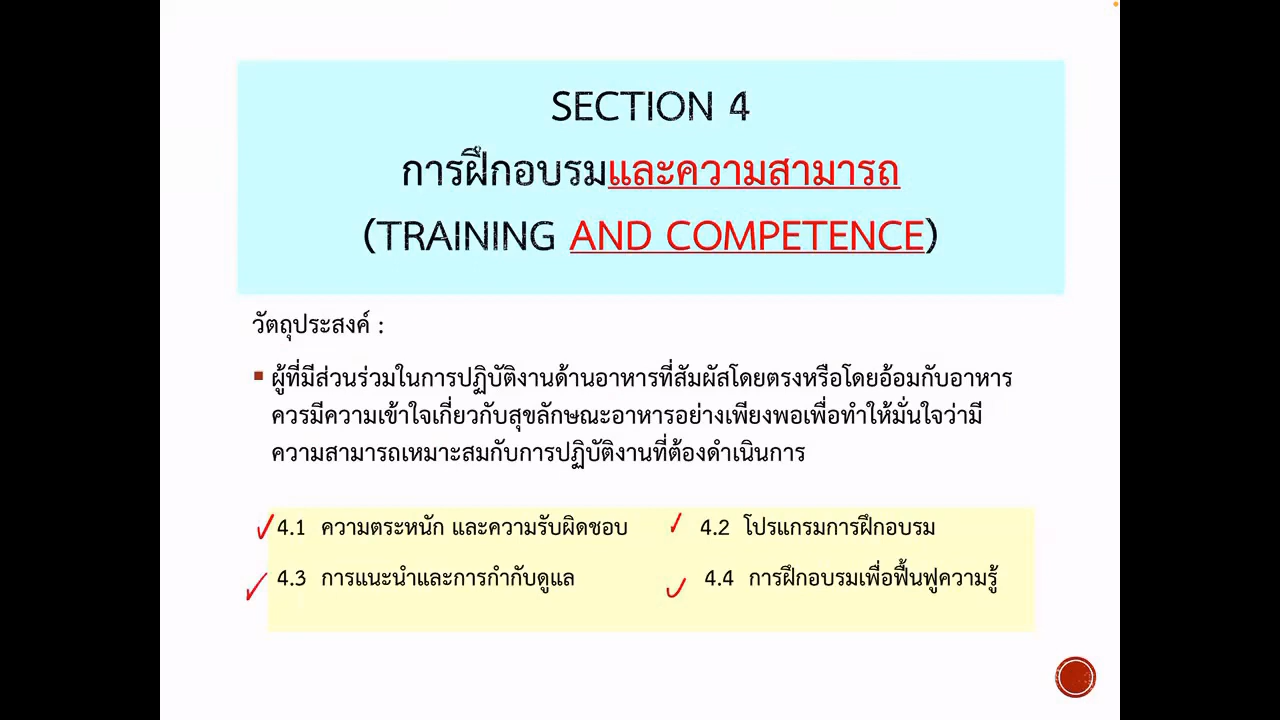 SECTION 4
การฝึกอบรมและความสามารถ
(TRAINING AND COMPETENCE)
วัตถุประสงค์ :
ผู้ที่มีส่วนร่วมในการปฏิบัติงานด้านอาหารที่สัมผัสโดยตรงหรือโดยอ้อมกับอาหาร
ควรมีความเข้าใจเกี่ยวกับสุขลักษณะอาหารอย่างเพียงพอเพื่อทำให้มั่นใจว่ามี
ความสามารถเหมาะสมกับการปฏิบัติงานที่ต้องดำเนินการ
4.1 ความตระหนัก และความรับผิดชอบ
4.2 โปรแกรมการฝึกอบรม
4.3 การแนะนำและการกำกับดูแล
4.4 การฝึกอบรมเพื่อฟื้นฟูความรู้